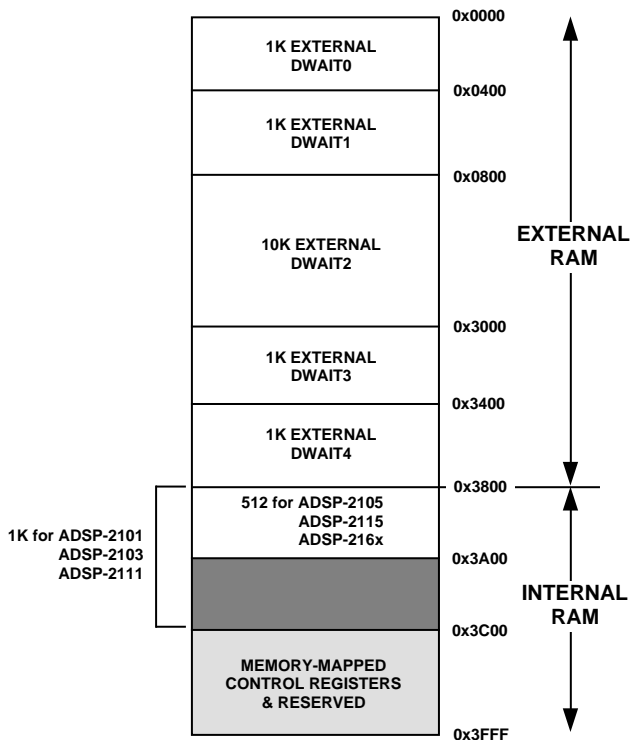 0x0000
1K EXTERNAL
DWAIT0
0x0400
1K EXTERNAL
DWAIT1
0x0800
10K EXTERNAL
DWAIT2
EXTERNAL
RAM
0x3000
1K EXTERNAL
DWAIT3
0x3400
1K EXTERNAL
DWAIT4
0x3800
512 for ADSP-2105
ADSP-2115
ADSP-216x
1K for ADSP-2101
ADSP-2103
ADSP-2111
0x3A00
INTERNAL
RAM
0x3C00
MEMORY-MAPPED
CONTROL REGISTERS
& RESERVED
0x3FFF